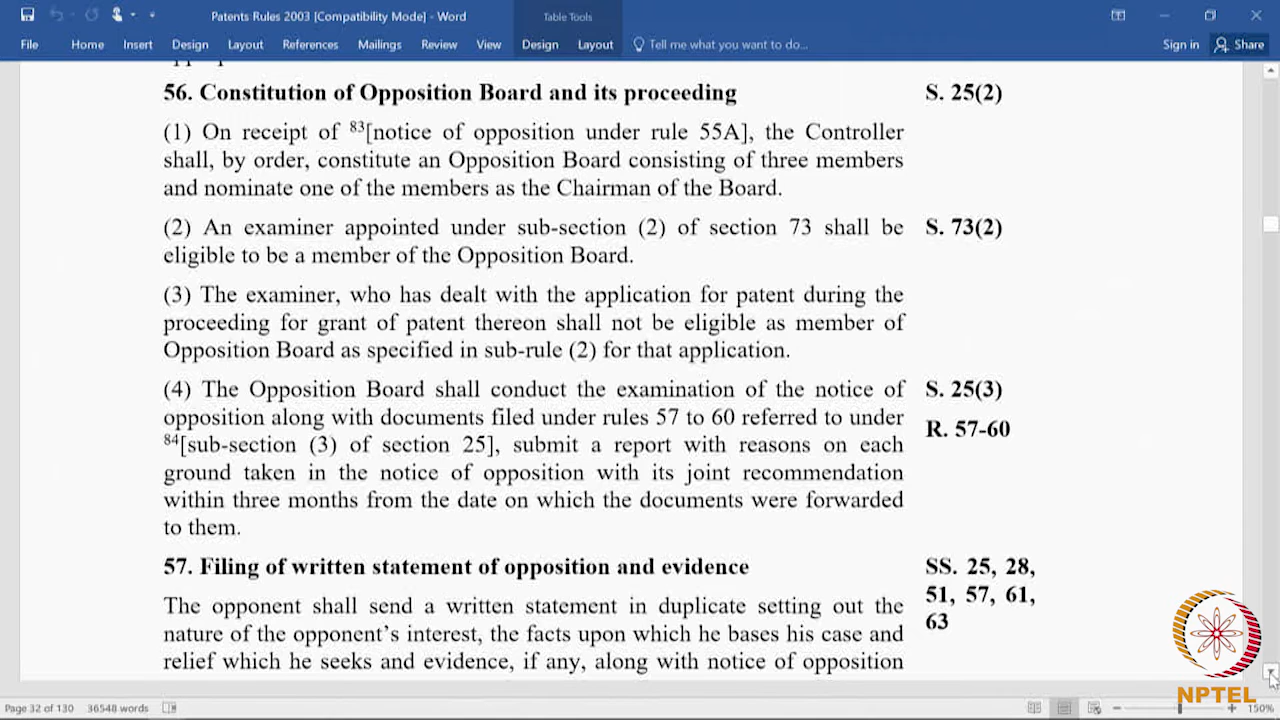 Patents Rules 2003 [Compatibility Mode] - Word
Table Tools
File Home Insert Design Layout References Mailings Review View Design Layout Tell me what you want to do... Sign in Share
56. Constitution of Opposition Board and its proceeding S. 25(2)
(1) On receipt of 83[notice of opposition under rule 55A], the Controller
shall, by order, constitute an Opposition Board consisting of three members
and nominate one of the members as the Chairman of the Board.
(2) An examiner appointed under sub-section (2) of section 73 shall be S. 73(2)
eligible to be a member of the Opposition Board.
(3) The examiner, who has dealt with the application for patent during the
proceeding for grant of patent thereon shall not be eligible as member of
Opposition Board as specified in sub-rule (2) for that application.
(4) The Opposition Board shall conduct the examination of the notice of S. 25(3)
opposition along with documents filed under rules 57 to 60 referred to under R. 57-60
84[sub-section (3) of section 25], submit a report with reasons on each
ground taken in the notice of opposition with its joint recommendation
within three months from the date on which the documents were forwarded
to them.
57. Filing of written statement of opposition and evidence SS. 25, 28,
The opponent shall send a written statement in duplicate setting out the 51, 57, 61,
nature of the opponent's interest, the facts upon which he bases his case and 63
relief which he seeks and evidence, if any, along with notice of opposition
NPTEL
Page 32 of 130 36548 words 150%